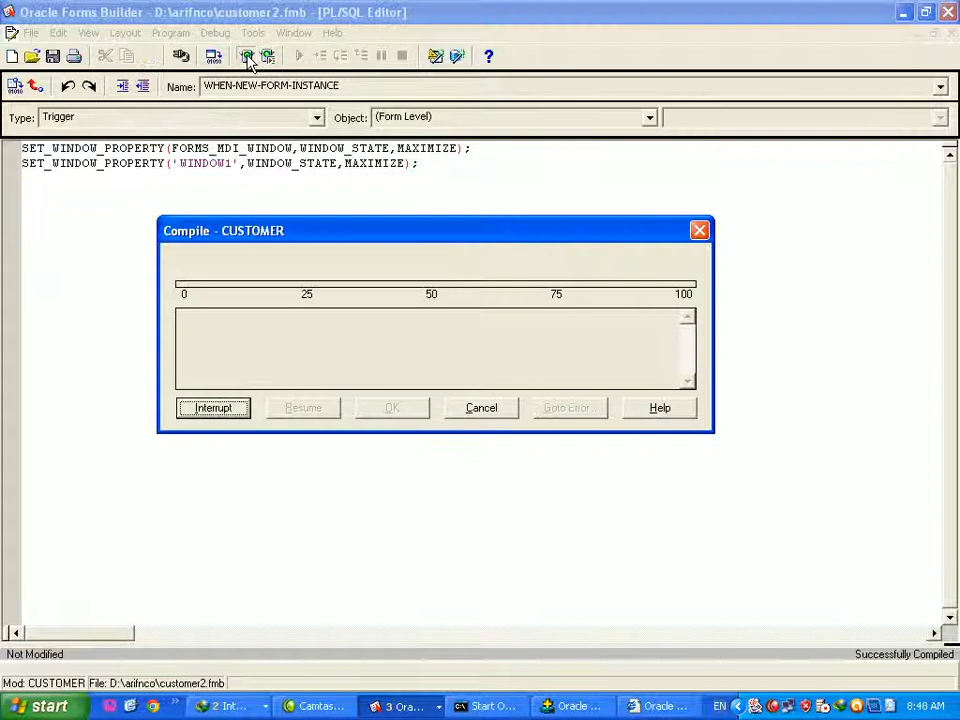 Oracle Forms Builder - D:\arifnco\customer2.fmb - [PL/SQL Editor]
File Edit View Layout Program Debug Tools Window Help
Name: WHEN-NEW-FORM-INSTANCE
Type: Trigger Object: (Form Level)
SET_WINDOW_PROPERTY(FORMS_MDI_WINDOW,WINDOW_STATE,MAXIMIZE);
SET_WINDOW_PROPERTY('WINDOW1',WINDOW_STATE,MAXIMIZE);
Compile - CUSTOMER
0 25 50 75 100
Interrupt Resume OK Cancel Goto Error... Help
Not Modified Successfully Compiled
Mod: CUSTOMER File: D:\arifnco\customer2.fmb
start 2 Int... Camtas... 3 Ora... Start O... Oracle ... Oracle ... EN 8:48 AM